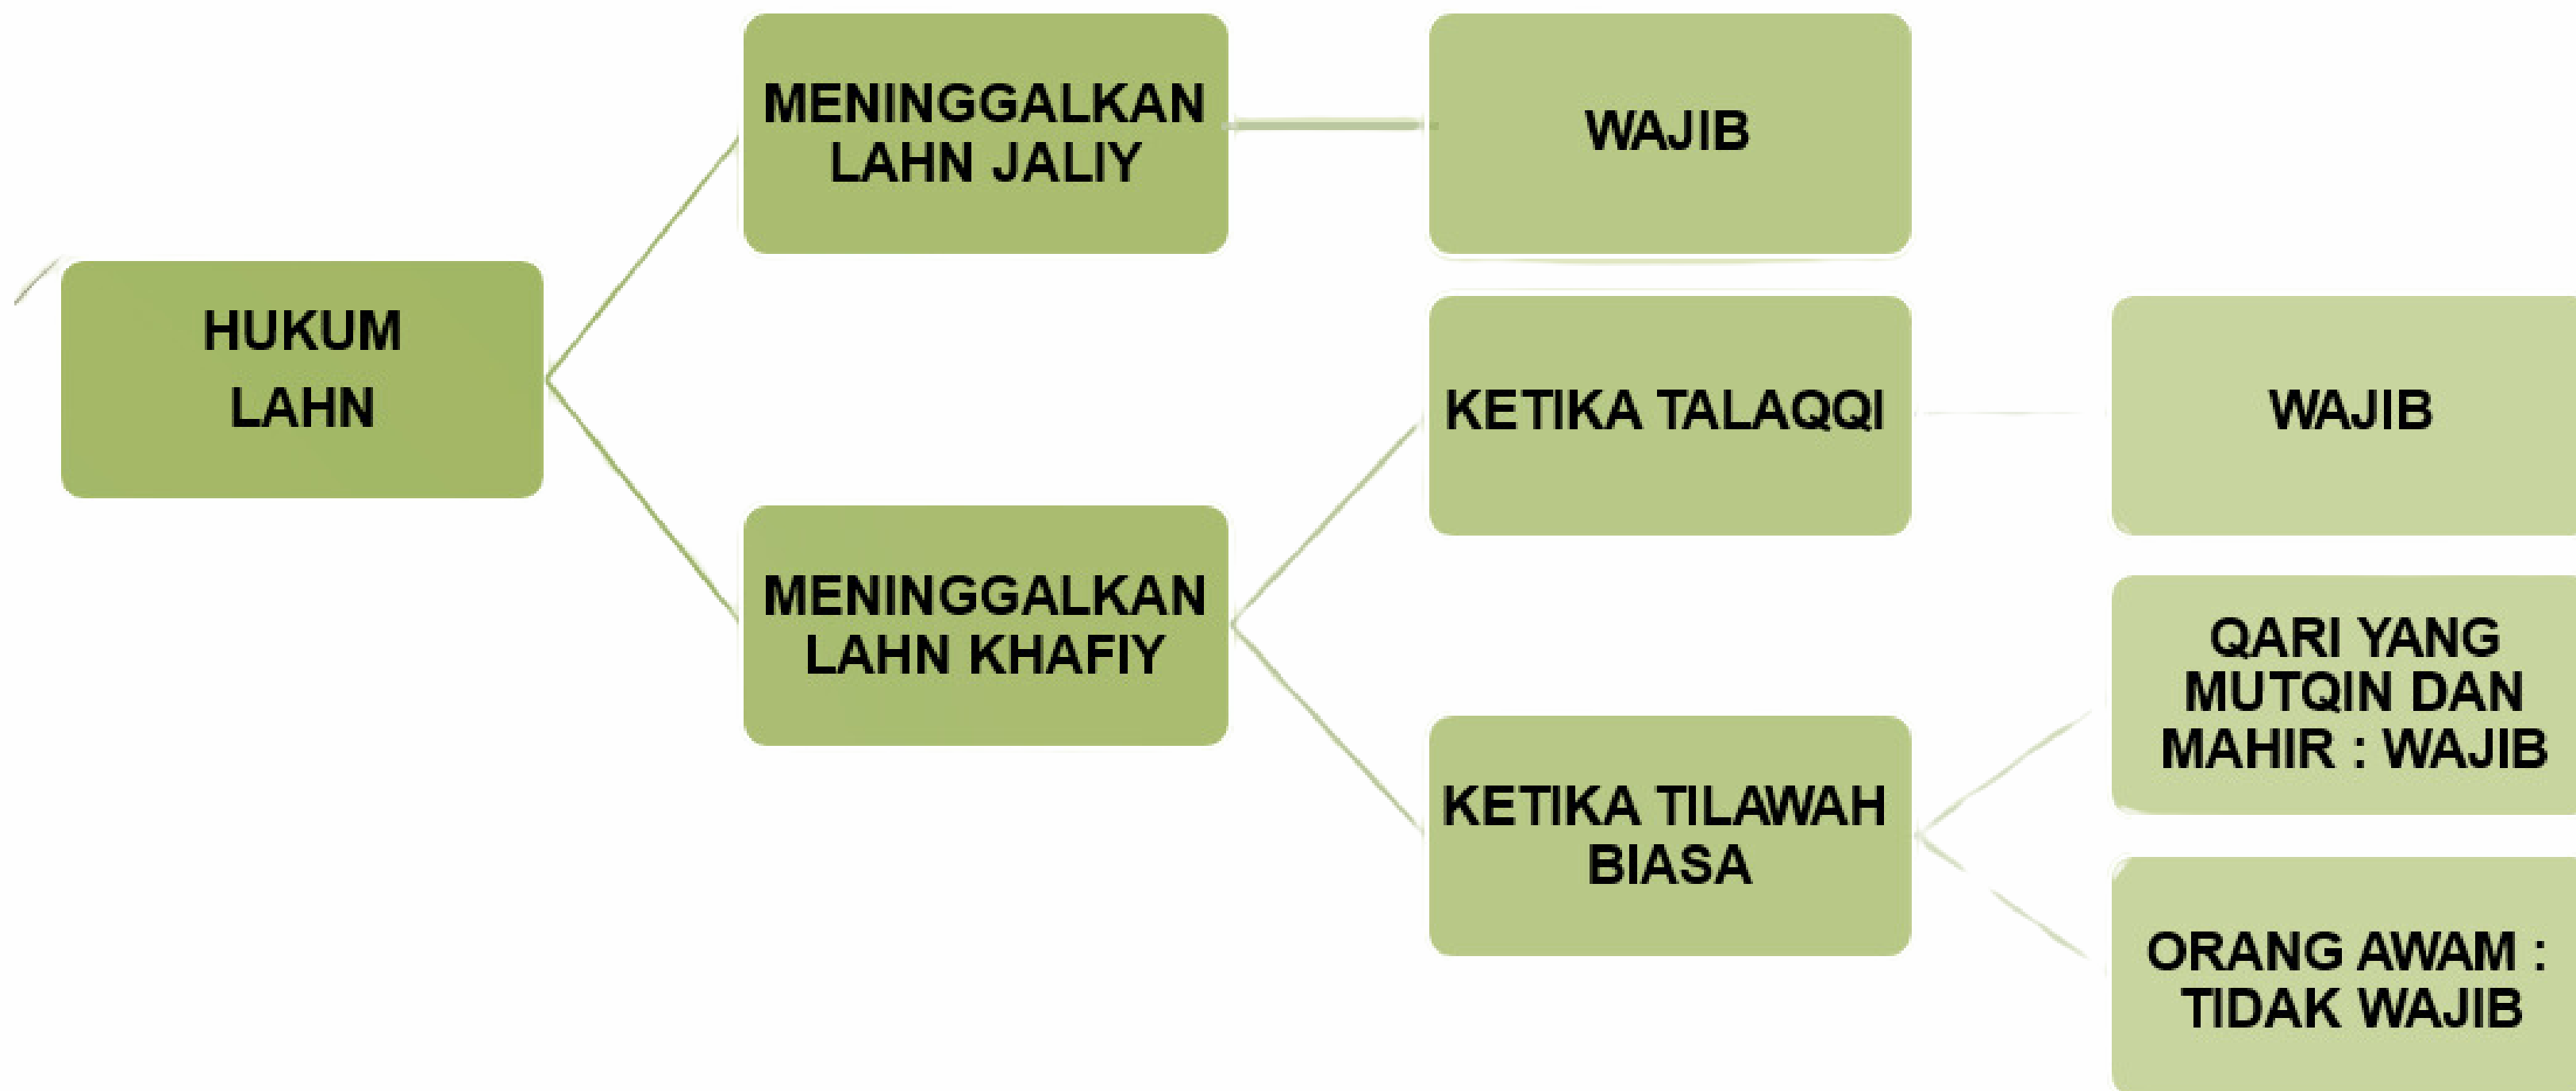 HUKUM
LAHN
MENINGGALKAN
LAHN JALIY
WAJIB
MENINGGALKAN
LAHN KHAFIY
KETIKA TALAQQI
WAJIB
KETIKA TILAWAH
BIASA
QARI YANG
MUTQIN DAN
MAHIR : WAJIB
ORANG AWAM :
TIDAK WAJIB